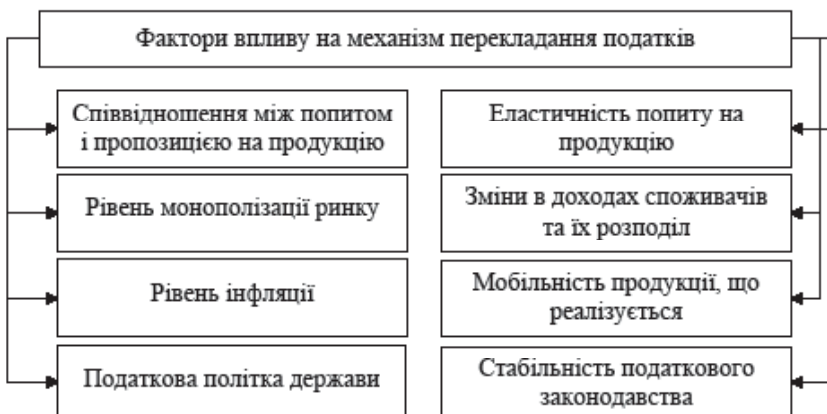 Фактори впливу на механізм перекладання податків
Співвідношення між попитом
і пропозицією на продукцію
Еластичність попиту на
продукцію
Рівень монополізації ринку
Зміни в доходах споживачів
та їх розподіл
Рівень інфляції
Мобільність продукції, що
реалізується
Податкова політка держави
Стабільність податкового
законодавства